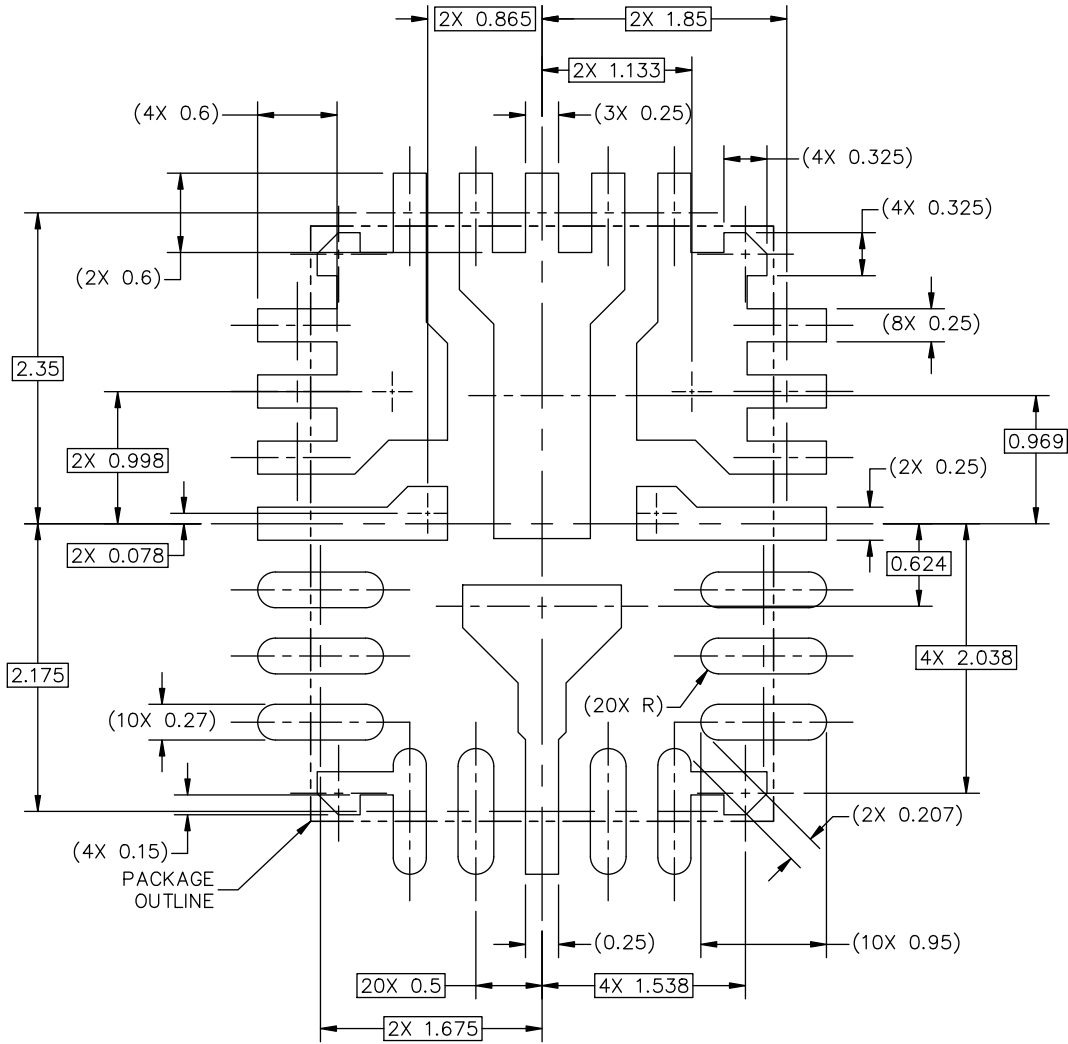 2X 0.865
2X 1.85
2X 1.133
(4X 0.6)
(3X 0.25)
(4X 0.325)
(4X 0.325)
(2X 0.6)
(8X 0.25)
2.35
0.969
2X 0.998
(2X 0.25)
2X 0.078
0.624
2.175
4X 2.038
(20X R)
(10X 0.27)
(2X 0.207)
(4X 0.15)
PACKAGE
OUTLINE
(0.25)
(10X 0.95)
20X 0.5
4X 1.538
2X 1.675